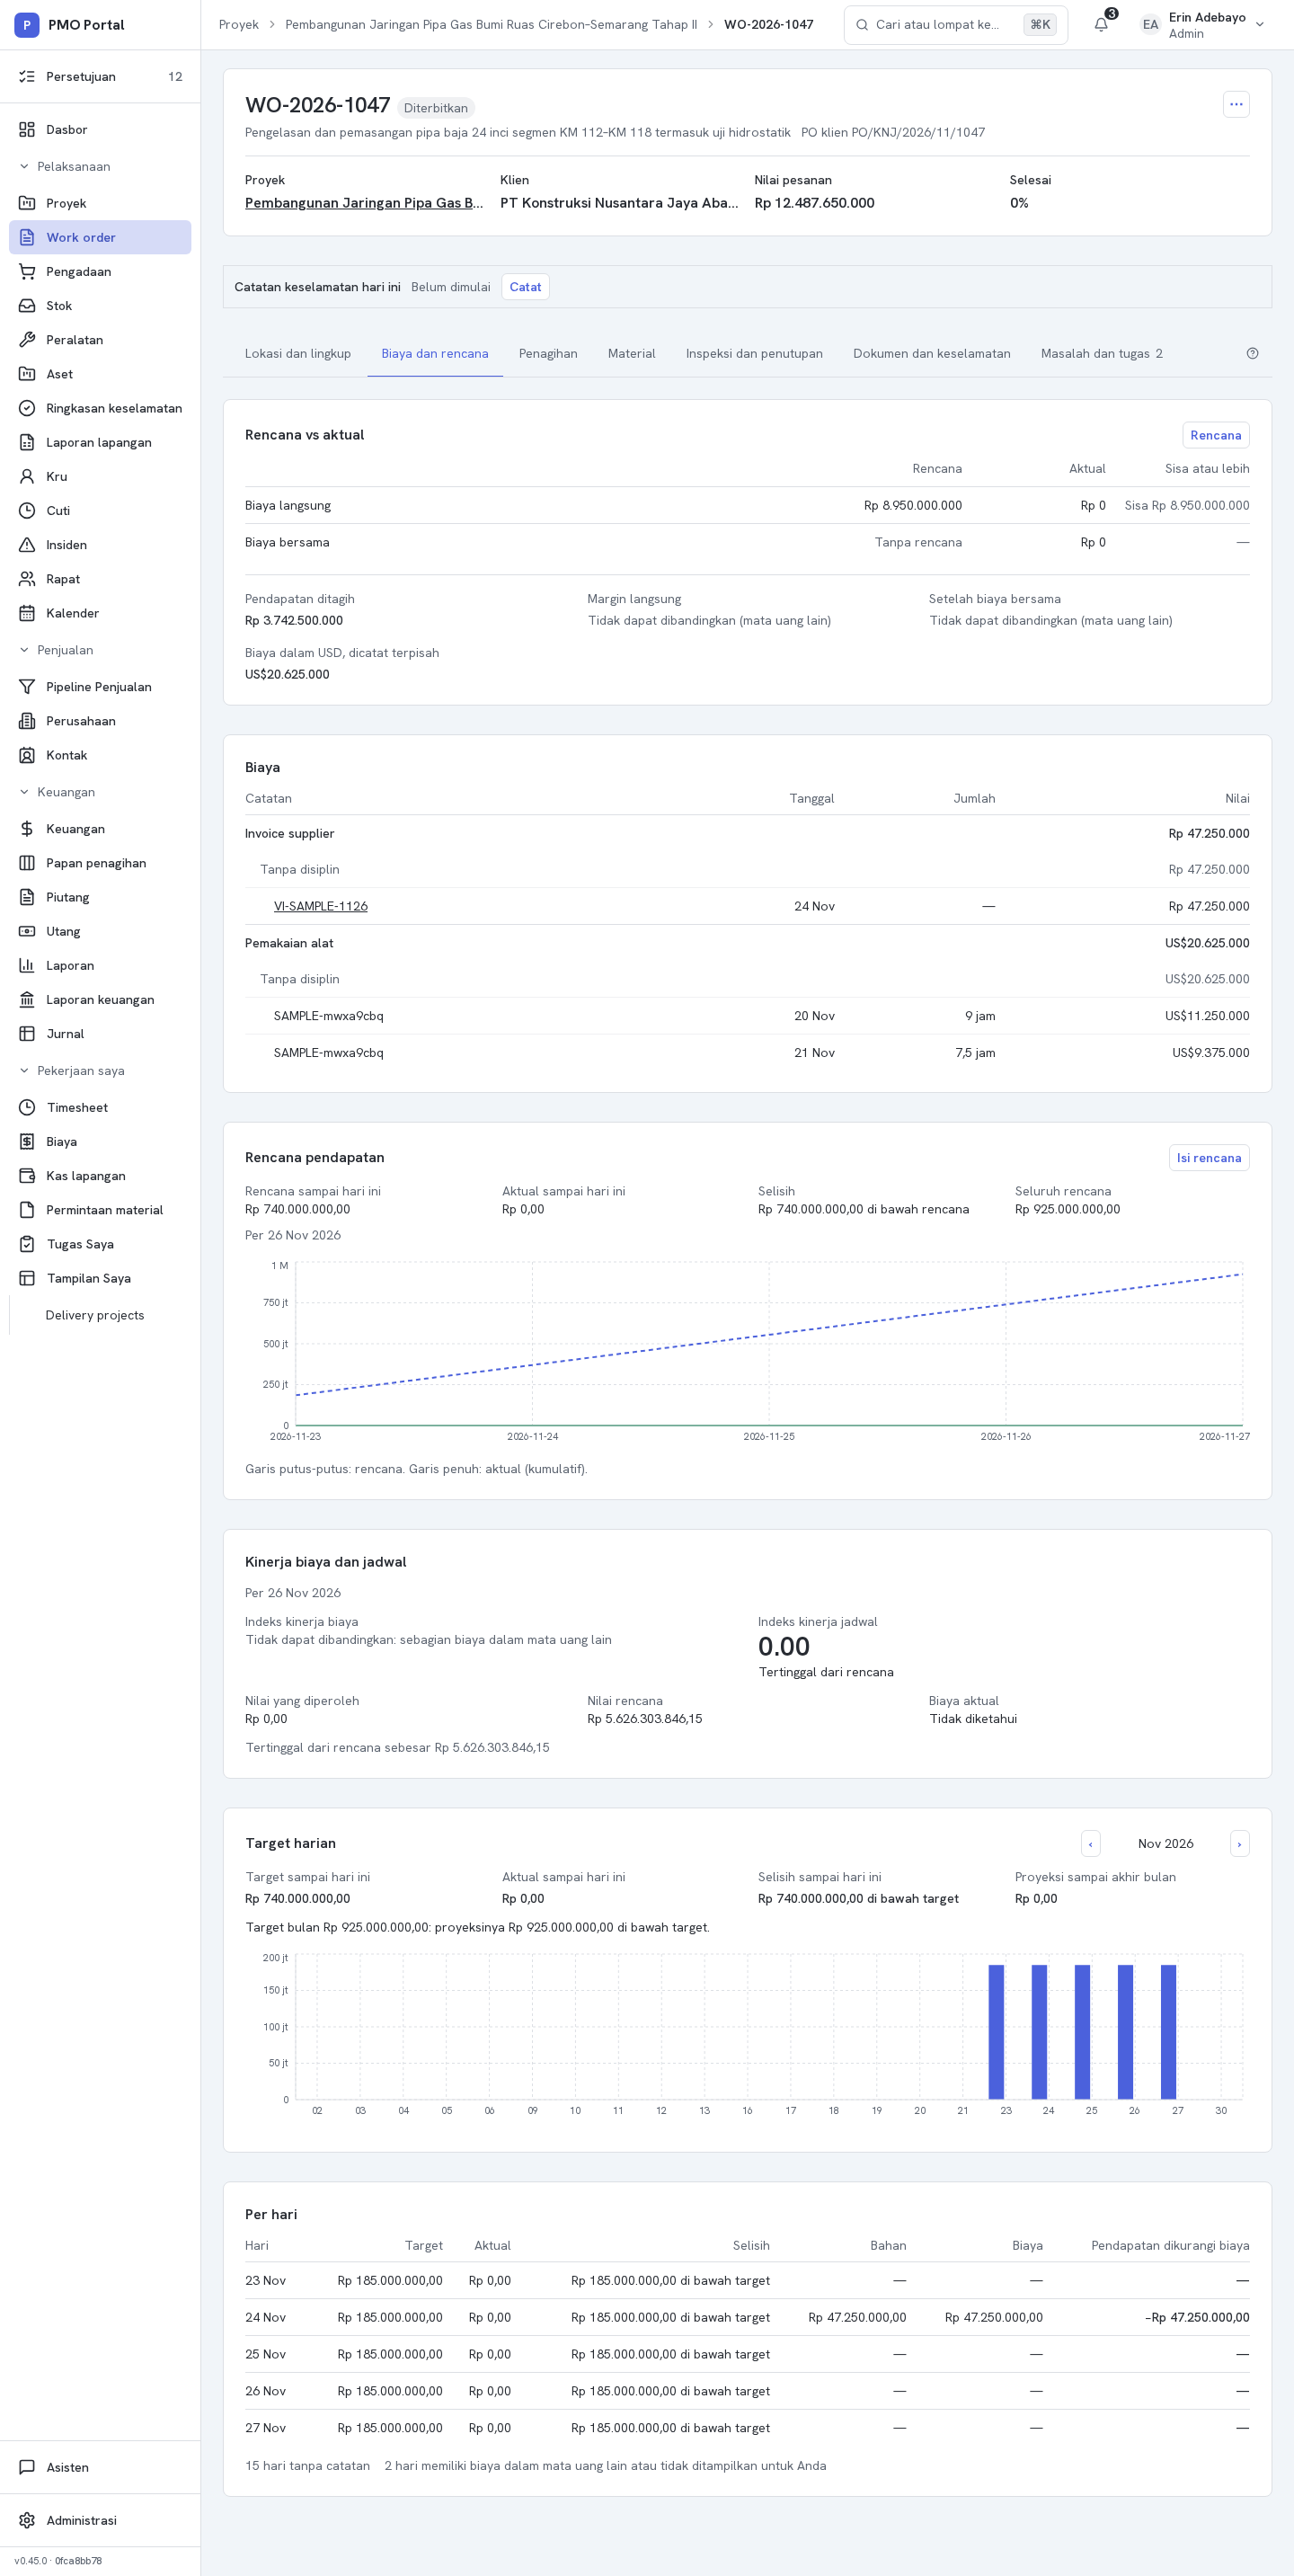 P PMO Portal
Proyek > Pembangunan Jaringan Pipa Gas Bumi Ruas Cirebon–Semarang Tahap II > WO-2026-1047
Cari atau lompat ke... ⌘K
3
EA Erin Adebayo
Admin
Persetujuan 12
Dasbor
Pelaksanaan
Proyek
Work order
Pengadaan
Stok
Peralatan
Aset
Ringkasan keselamatan
Laporan lapangan
Kru
Cuti
Insiden
Rapat
Kalender
Penjualan
Pipeline Penjualan
Perusahaan
Kontak
Keuangan
Keuangan
Papan penagihan
Piutang
Utang
Laporan
Laporan keuangan
Jurnal
Pekerjaan saya
Timesheet
Biaya
Kas lapangan
Permintaan material
Tugas Saya
Tampilan Saya
Delivery projects
Asisten
Administrasi
v0.45.0 · 0fca8bb78
WO-2026-1047 Diterbitkan
Pengelasan dan pemasangan pipa baja 24 inci segmen KM 112–KM 118 termasuk uji hidrostatik PO klien PO/KNJ/2026/11/1047
Proyek Klien Nilai pesanan Selesai
Pembangunan Jaringan Pipa Gas B... PT Konstruksi Nusantara Jaya Aba... Rp 12.487.650.000 0%
Catatan keselamatan hari ini Belum dimulai Catat
Lokasi dan lingkup Biaya dan rencana Penagihan Material Inspeksi dan penutupan Dokumen dan keselamatan Masalah dan tugas 2
Rencana vs aktual Rencana
Rencana Aktual Sisa atau lebih
Biaya langsung Rp 8.950.000.000 Rp 0 Sisa Rp 8.950.000.000
Biaya bersama Tanpa rencana Rp 0 —
Pendapatan ditagih Margin langsung Setelah biaya bersama
Rp 3.742.500.000 Tidak dapat dibandingkan (mata uang lain) Tidak dapat dibandingkan (mata uang lain)
Biaya dalam USD, dicatat terpisah
US$20.625.000
Biaya
Catatan Tanggal Jumlah Nilai
Invoice supplier Rp 47.250.000
Tanpa disiplin Rp 47.250.000
VI-SAMPLE-1126 24 Nov — Rp 47.250.000
Pemakaian alat US$20.625.000
Tanpa disiplin US$20.625.000
SAMPLE-mwxa9cbq 20 Nov 9 jam US$11.250.000
SAMPLE-mwxa9cbq 21 Nov 7,5 jam US$9.375.000
Rencana pendapatan Isi rencana
Rencana sampai hari ini Aktual sampai hari ini Selisih Seluruh rencana
Rp 740.000.000,00 Rp 0,00 Rp 740.000.000,00 di bawah rencana Rp 925.000.000,00
Per 26 Nov 2026
1 M
750 jt
500 jt
250 jt
0
2026-11-23 2026-11-24 2026-11-25 2026-11-26 2026-11-27
Garis putus-putus: rencana. Garis penuh: aktual (kumulatif).
Kinerja biaya dan jadwal
Per 26 Nov 2026
Indeks kinerja biaya Indeks kinerja jadwal
Tidak dapat dibandingkan: sebagian biaya dalam mata uang lain 0.00
Tertinggal dari rencana
Nilai yang diperoleh Nilai rencana Biaya aktual
Rp 0,00 Rp 5.626.303.846,15 Tidak diketahui
Tertinggal dari rencana sebesar Rp 5.626.303.846,15
Target harian ‹ Nov 2026 ›
Target sampai hari ini Aktual sampai hari ini Selisih sampai hari ini Proyeksi sampai akhir bulan
Rp 740.000.000,00 Rp 0,00 Rp 740.000.000,00 di bawah target Rp 0,00
Target bulan Rp 925.000.000,00: proyeksinya Rp 925.000.000,00 di bawah target.
200 jt
150 jt
100 jt
50 jt
0
02 03 04 05 06 09 10 11 12 13 16 17 18 19 20 21 23 24 25 26 27 30
Per hari
Hari Target Aktual Selisih Bahan Biaya Pendapatan dikurangi biaya
23 Nov Rp 185.000.000,00 Rp 0,00 Rp 185.000.000,00 di bawah target — — —
24 Nov Rp 185.000.000,00 Rp 0,00 Rp 185.000.000,00 di bawah target Rp 47.250.000,00 Rp 47.250.000,00 -Rp 47.250.000,00
25 Nov Rp 185.000.000,00 Rp 0,00 Rp 185.000.000,00 di bawah target — — —
26 Nov Rp 185.000.000,00 Rp 0,00 Rp 185.000.000,00 di bawah target — — —
27 Nov Rp 185.000.000,00 Rp 0,00 Rp 185.000.000,00 di bawah target — — —
15 hari tanpa catatan 2 hari memiliki biaya dalam mata uang lain atau tidak ditampilkan untuk Anda